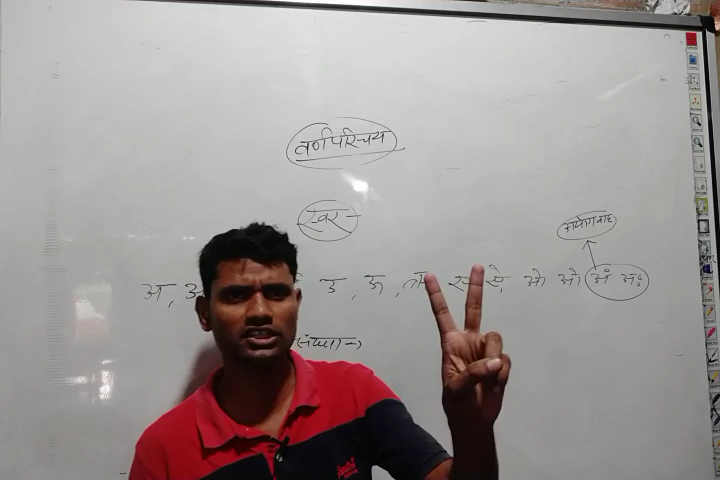 वर्णपरिचय
स्वर -
अयोगवाह
अ, उ, ऊ, ए ऐ, ओ औ अं अः
संख्या -